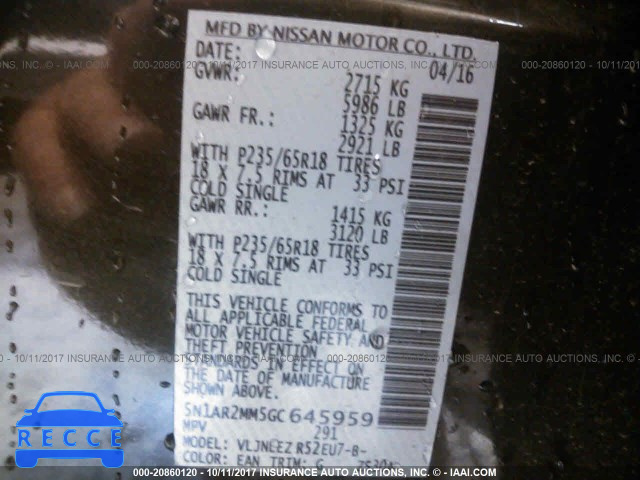 MFD BY NISSAN MOTOR CO., LTD.
DATE: 04/16
GVWR: 2715 KG
5986 LB
GAWR FR.: 1325 KG
2921 LB
WITH P235/65R18 TIRES
18 X 7.5 RIMS AT 33 PSI
COLD SINGLE
GAWR RR.: 1415 KG
3120 LB
WITH P235/65R18 TIRES
18 X 7.5 RIMS AT 33 PSI
COLD SINGLE
THIS VEHICLE CONFORMS TO
ALL APPLICABLE FEDERAL
MOTOR VEHICLE SAFETY AND
THEFT PREVENTION
STANDARDS IN EFFECT ON
THE DATE OF MANUFACTURE
SHOWN ABOVE.
5N1AR2MM5GC645959
MPV 291
MODEL: VLJNLEZ R52EU7-B-
COLOR: EAN TRIM: G
000-20860120 - 10/11/2017 INSURANCE AUTO AUCTIONS, INC. - © IAAI.COM
RECCE